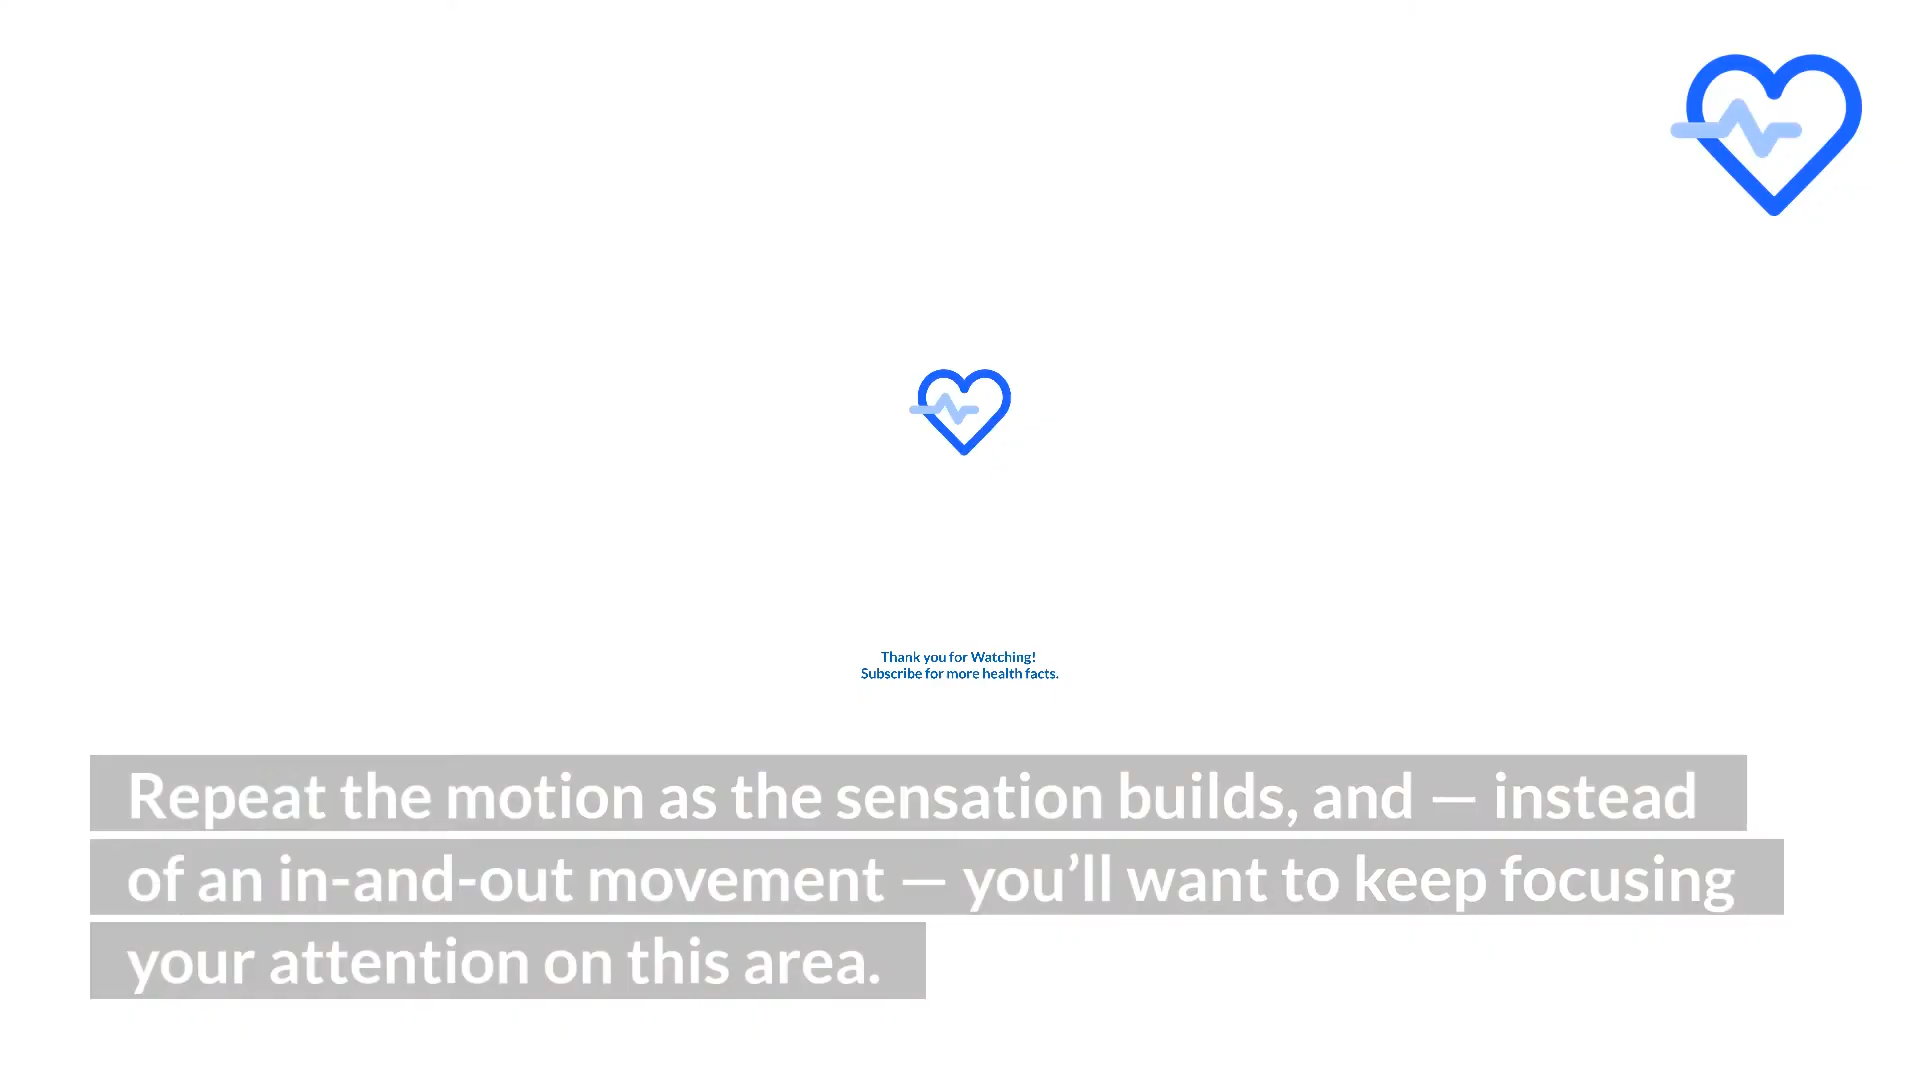 Thank you for Watching!
Subscribe for more health facts.
Repeat the motion as the sensation builds, and — instead
of an in-and-out movement — you’ll want to keep focusing
your attention on this area.